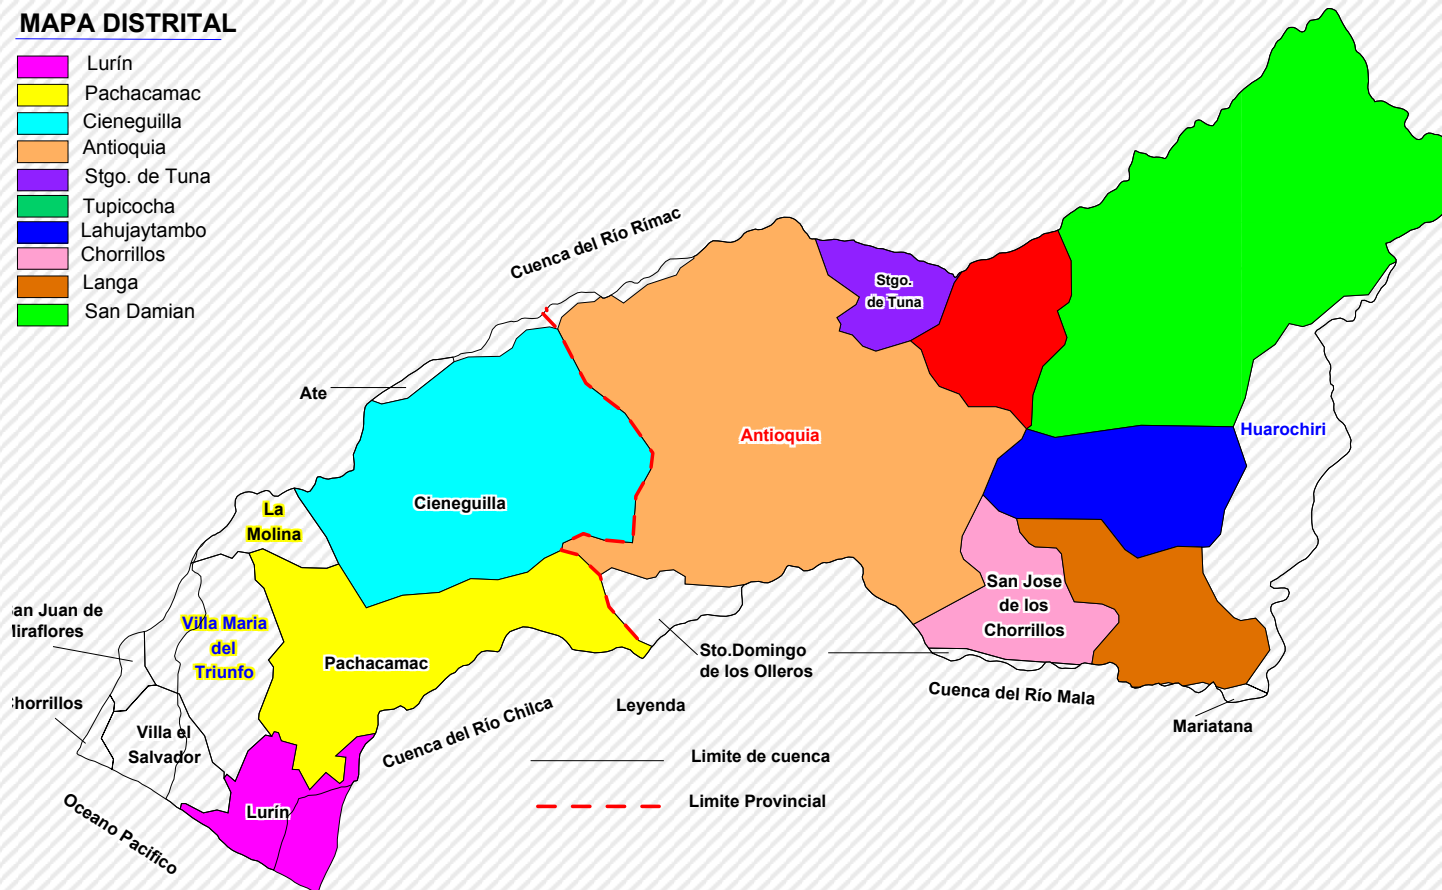 MAPA DISTRITAL
Lurín
Pachacamac
Cieneguilla
Antioquia
Stgo. de Tuna
Tupicocha
Lahujaytambo
Chorrillos
Langa
San Damian
Cuenca del Río Rímac
Stgo.
de Tuna
Ate
Antioquia
Huarochiri
Cieneguilla
La
Molina
San Jose
de los
Chorrillos
an Juan de
iraflores
Villa Maria
del
Triunfo
Pachacamac
Sto.Domingo
de los Olleros
Cuenca del Río Mala
Mariatana
horrillos
Villa el
Salvador
Cuenca del Río Chilca
Leyenda
Limite de cuenca
Limite Provincial
Lurín
Oceano Pacifico